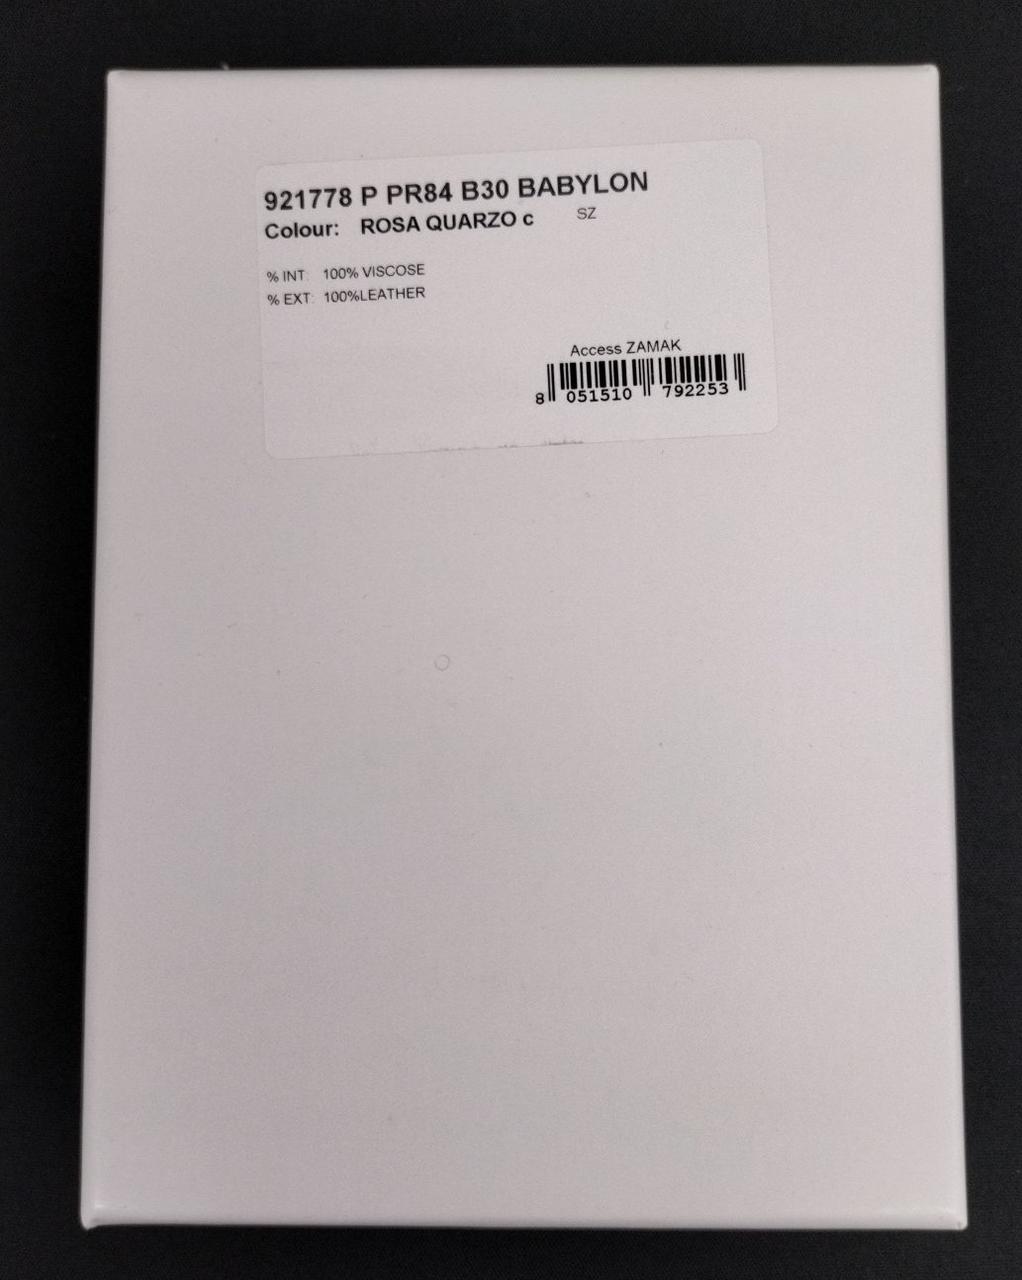 921778 P PR84 B30 BABYLON
Colour: ROSA QUARZO c SZ
% INT: 100% VISCOSE
% EXT: 100%LEATHER
Access ZAMAK
8 051510 792253